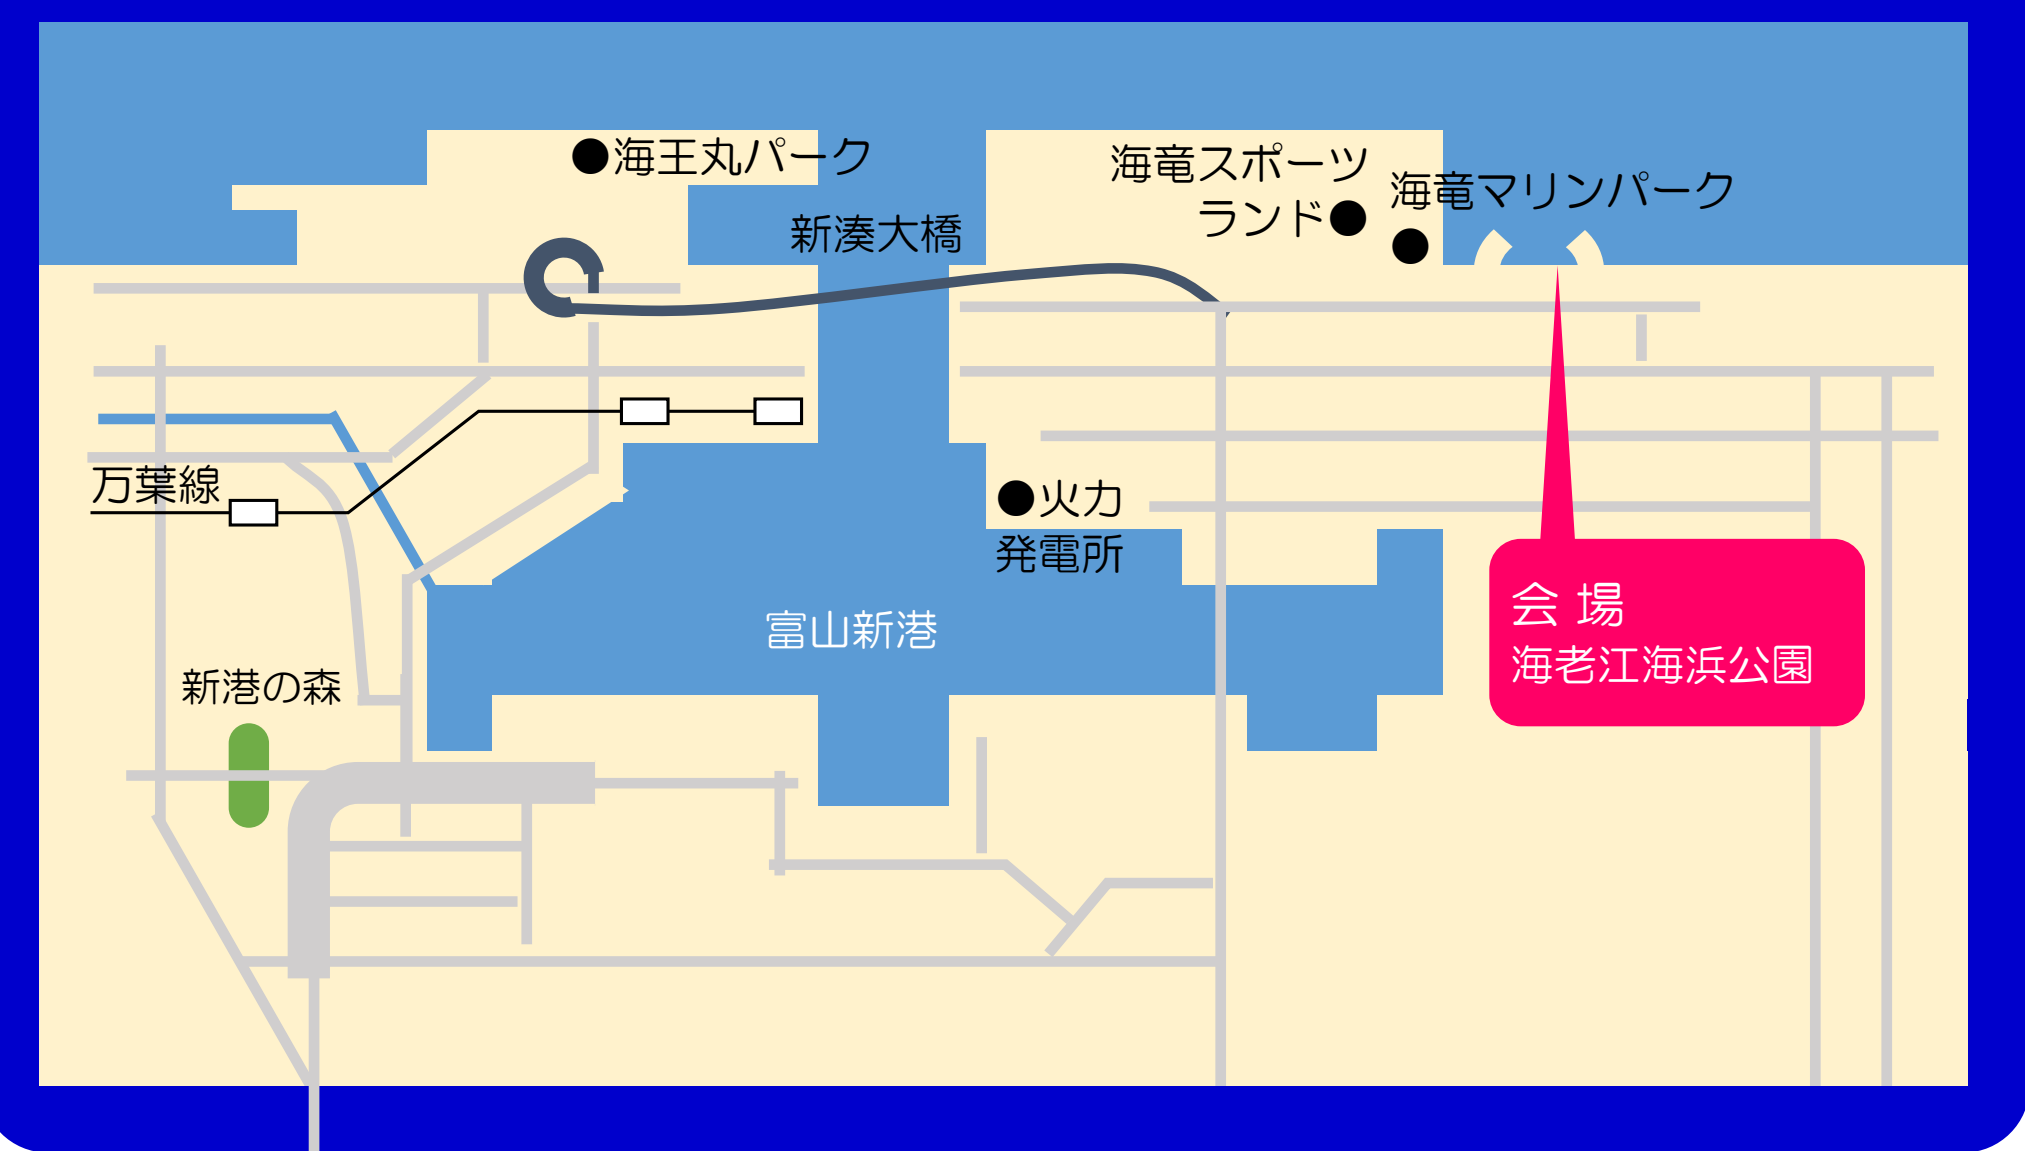 ●海王丸パーク
海竜スポーツ
ランド●
海竜マリンパーク
●
新湊大橋
万葉線
●火力
発電所
富山新港
会 場
海老江海浜公園
新港の森